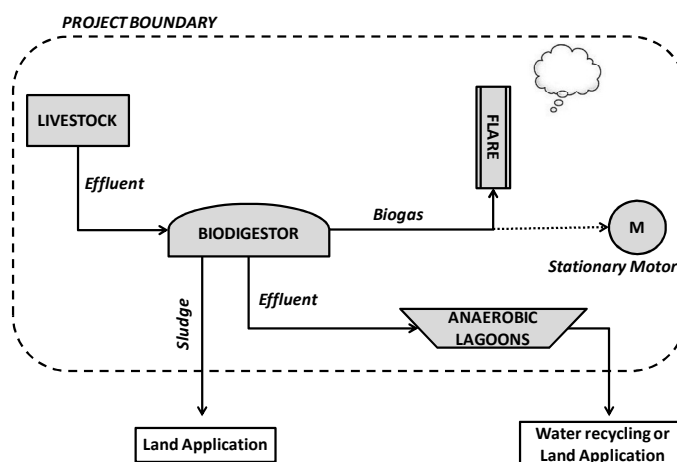 PROJECT BOUNDARY
LIVESTOCK
FLARE
Effluent
Biogas
BIODIGESTOR
M
Stationary Motor
Sludge
Effluent
ANAEROBIC
LAGOONS
Land Application
Water recycling or
Land Application